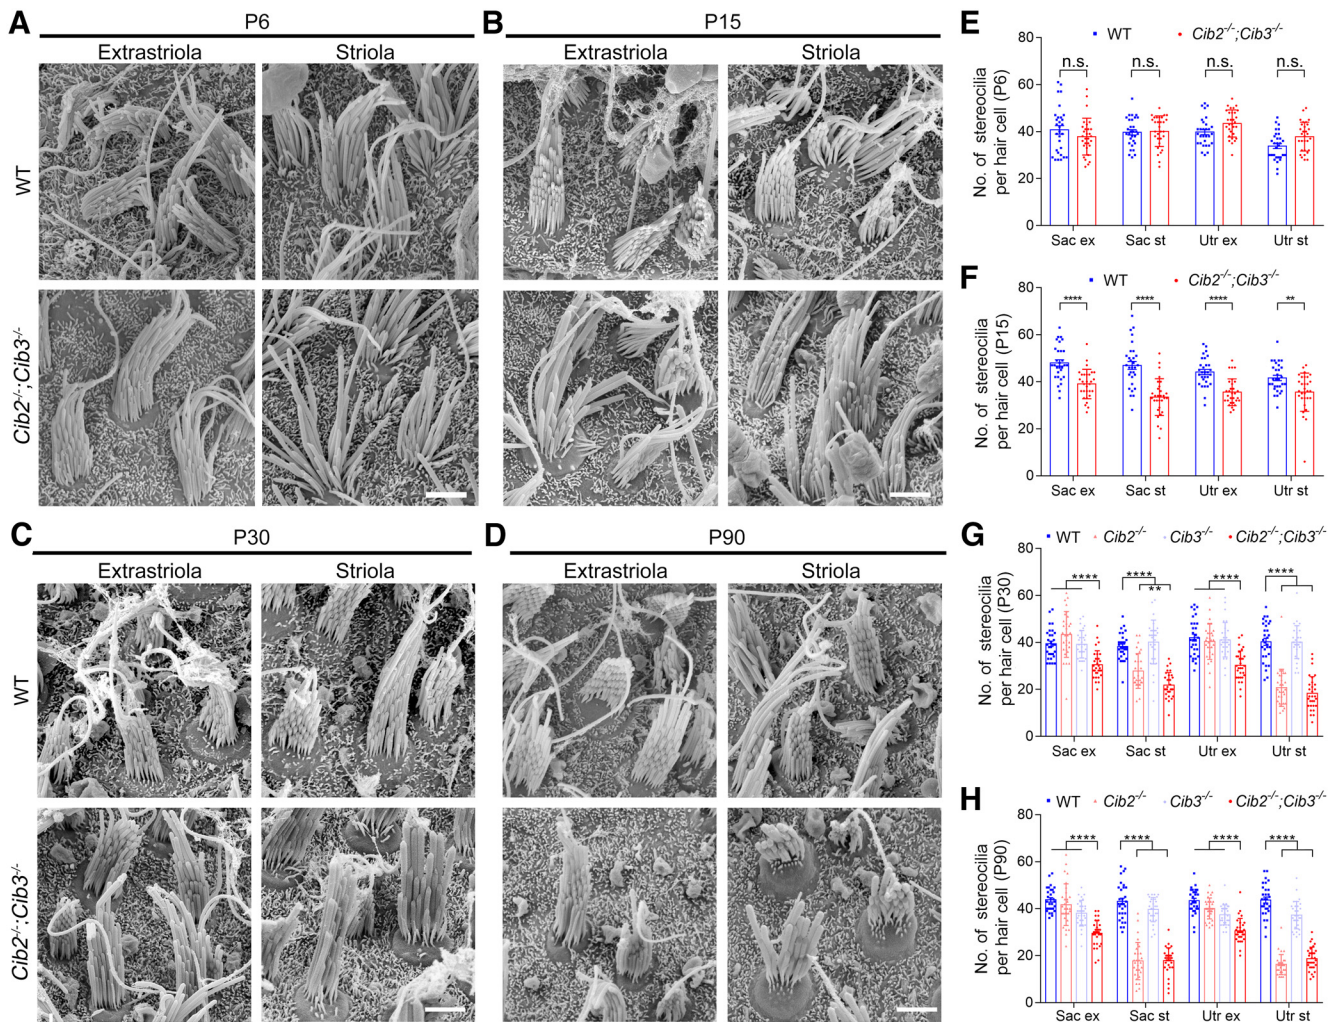 A
P6
Extrastriola
Striola
WT
Cib2-/-;Cib3-/-
B
P15
Extrastriola
Striola
C
P30
Extrastriola
Striola
WT
Cib2-/-;Cib3-/-
D
P90
Extrastriola
Striola
E
WT
Cib2-/-;Cib3-/-
No. of stereocilia
per hair cell (P6)
80
60
40
20
0
n.s.
n.s.
n.s.
n.s.
Sac ex
Sac st
Utr ex
Utr st
F
WT
Cib2-/-;Cib3-/-
No. of stereocilia
per hair cell (P15)
80
60
40
20
0
****
****
****
**
Sac ex
Sac st
Utr ex
Utr st
G
WT
Cib2-/-
Cib3-/-
Cib2-/-;Cib3-/-
No. of stereocilia
per hair cell (P30)
80
60
40
20
0
****
****
**
****
****
Sac ex
Sac st
Utr ex
Utr st
H
WT
Cib2-/-
Cib3-/-
Cib2-/-;Cib3-/-
No. of stereocilia
per hair cell (P90)
80
60
40
20
0
****
****
****
****
Sac ex
Sac st
Utr ex
Utr st